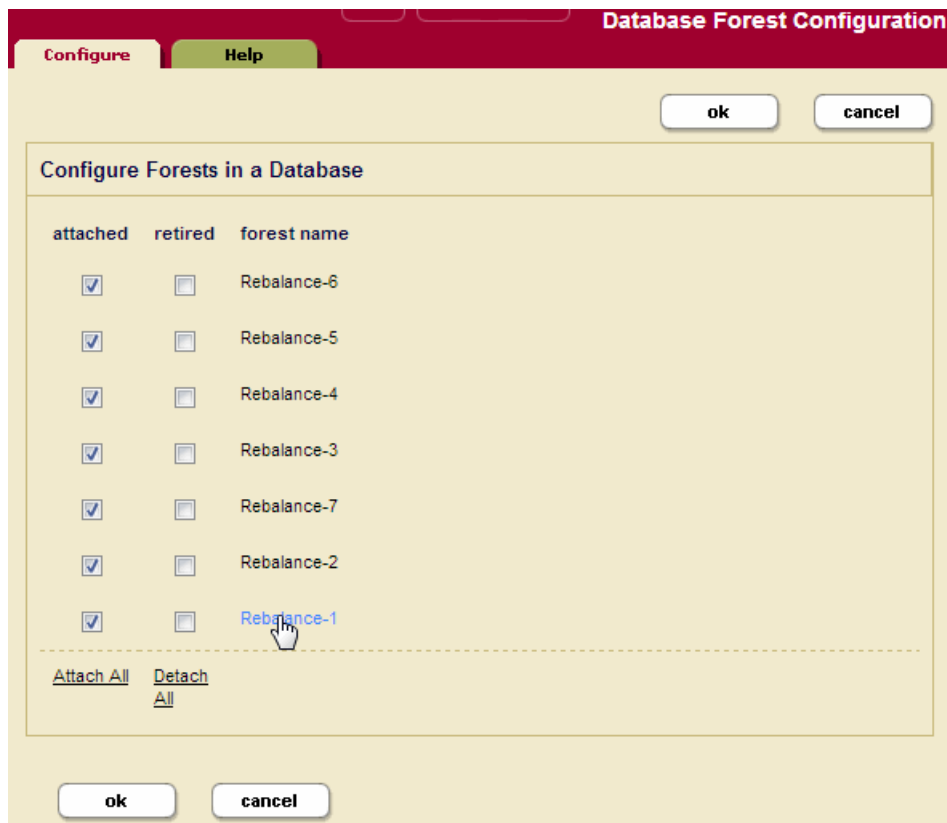 Database Forest Configuration
Configure Help
ok cancel
Configure Forests in a Database
attached retired forest name
Rebalance-6
Rebalance-5
Rebalance-4
Rebalance-3
Rebalance-7
Rebalance-2
Rebalance-1
Attach All Detach
All
ok cancel